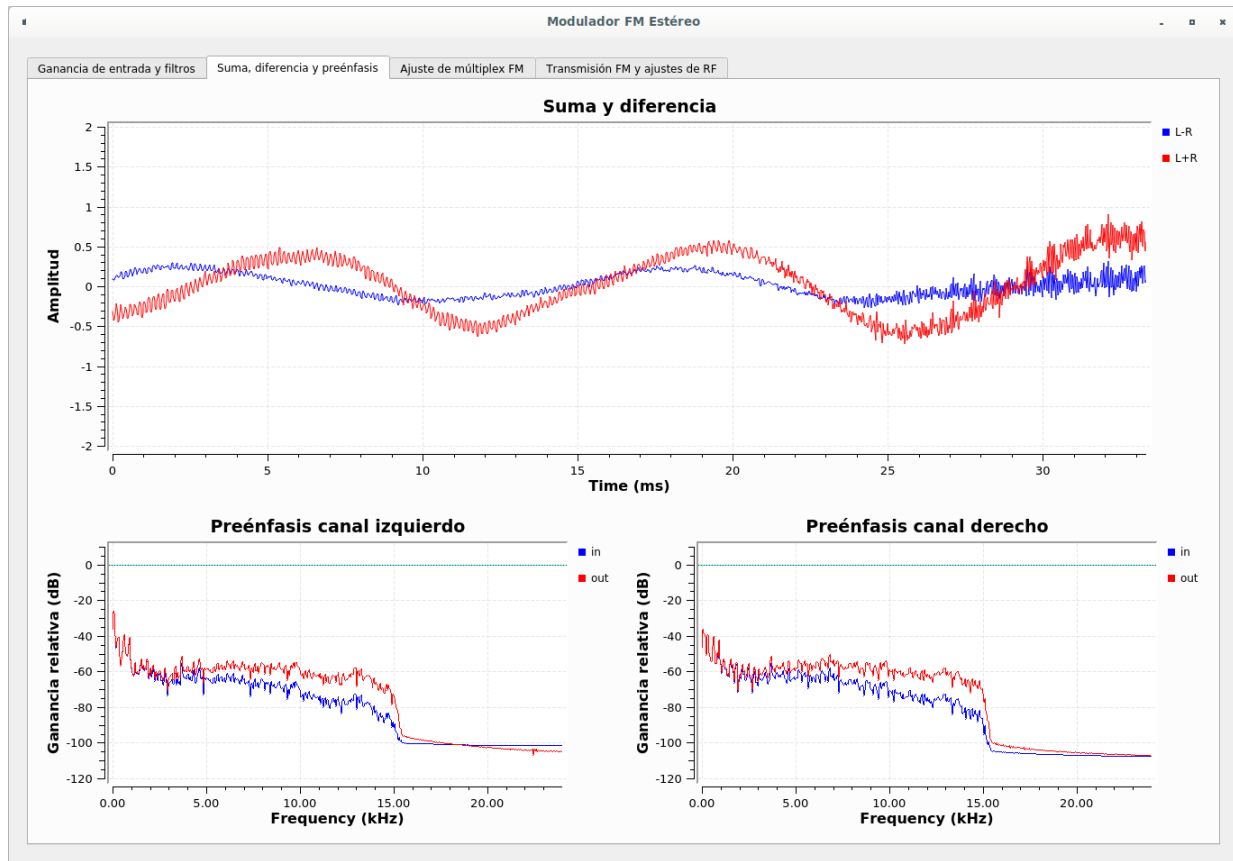 Modulador FM Estéreo
Ganancia de entrada y filtros Suma, diferencia y preénfasis Ajuste de múltiplex FM Transmisión FM y ajustes de RF
Suma y diferencia
Amplitud
2
1.5
1
0.5
0
-0.5
-1
-1.5
-2
0 5 10 15 20 25 30
Time (ms)
L-R
L+R
Preénfasis canal izquierdo
Ganancia relativa (dB)
0
-20
-40
-60
-80
-100
-120
0.00 5.00 10.00 15.00 20.00
Frequency (kHz)
in
out
Preénfasis canal derecho
Ganancia relativa (dB)
0
-20
-40
-60
-80
-100
-120
0.00 5.00 10.00 15.00 20.00
Frequency (kHz)
in
out